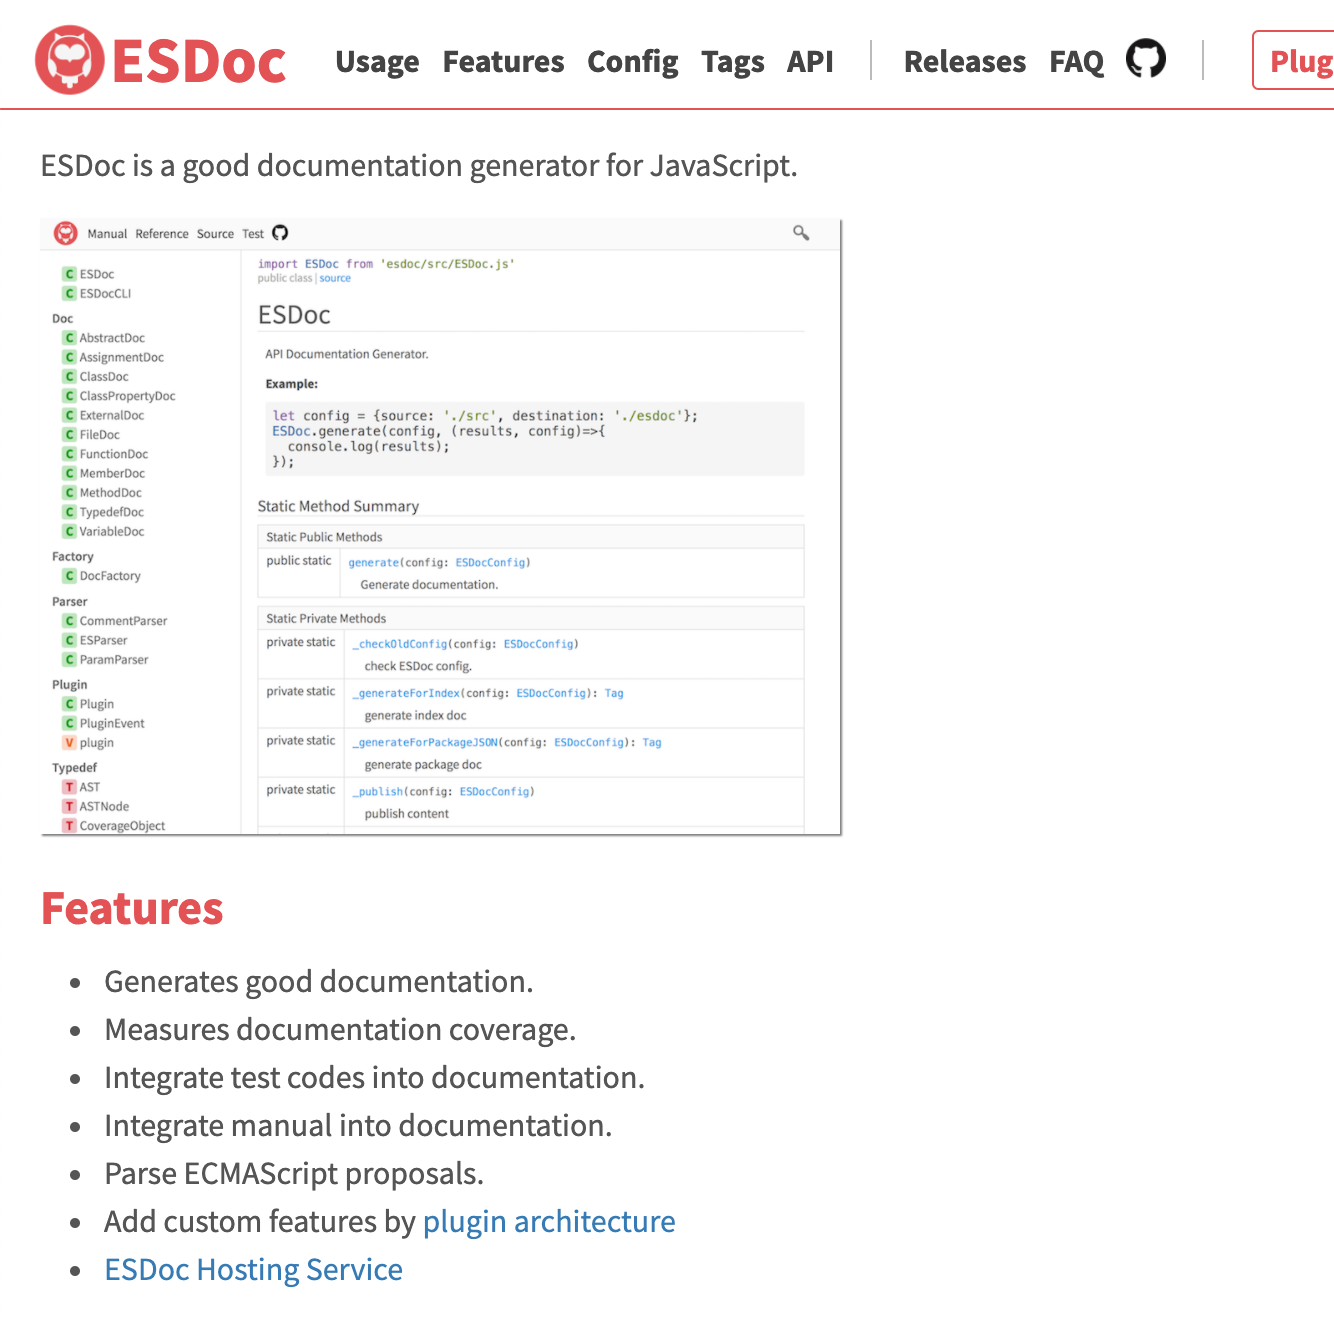 ESDoc Usage Features Config Tags API Releases FAQ Plug
ESDoc is a good documentation generator for JavaScript.
Manual Reference Source Test
C ESDoc
C ESDocCLI
Doc
C AbstractDoc
C AssignmentDoc
C ClassDoc
C ClassPropertyDoc
C ExternalDoc
C FileDoc
C FunctionDoc
C MemberDoc
C MethodDoc
C TypedefDoc
C VariableDoc
Factory
C DocFactory
Parser
C CommentParser
C ESParser
C ParamParser
Plugin
C Plugin
C PluginEvent
V plugin
Typedef
T AST
T ASTNode
T CoverageObject
import ESDoc from 'esdoc/src/ESDoc.js'
public class | source
ESDoc
API Documentation Generator.
Example:
let config = {source: './src', destination: './esdoc'};
ESDoc.generate(config, (results, config)=>{
  console.log(results);
});
Static Method Summary
Static Public Methods
public static generate(config: ESDocConfig)
Generate documentation.
Static Private Methods
private static _checkOldConfig(config: ESDocConfig)
check ESDoc config.
private static _generateForIndex(config: ESDocConfig): Tag
generate index doc
private static _generateForPackageJSON(config: ESDocConfig): Tag
generate package doc
private static _publish(config: ESDocConfig)
publish content
Features
• Generates good documentation.
• Measures documentation coverage.
• Integrate test codes into documentation.
• Integrate manual into documentation.
• Parse ECMAScript proposals.
• Add custom features by plugin architecture
• ESDoc Hosting Service